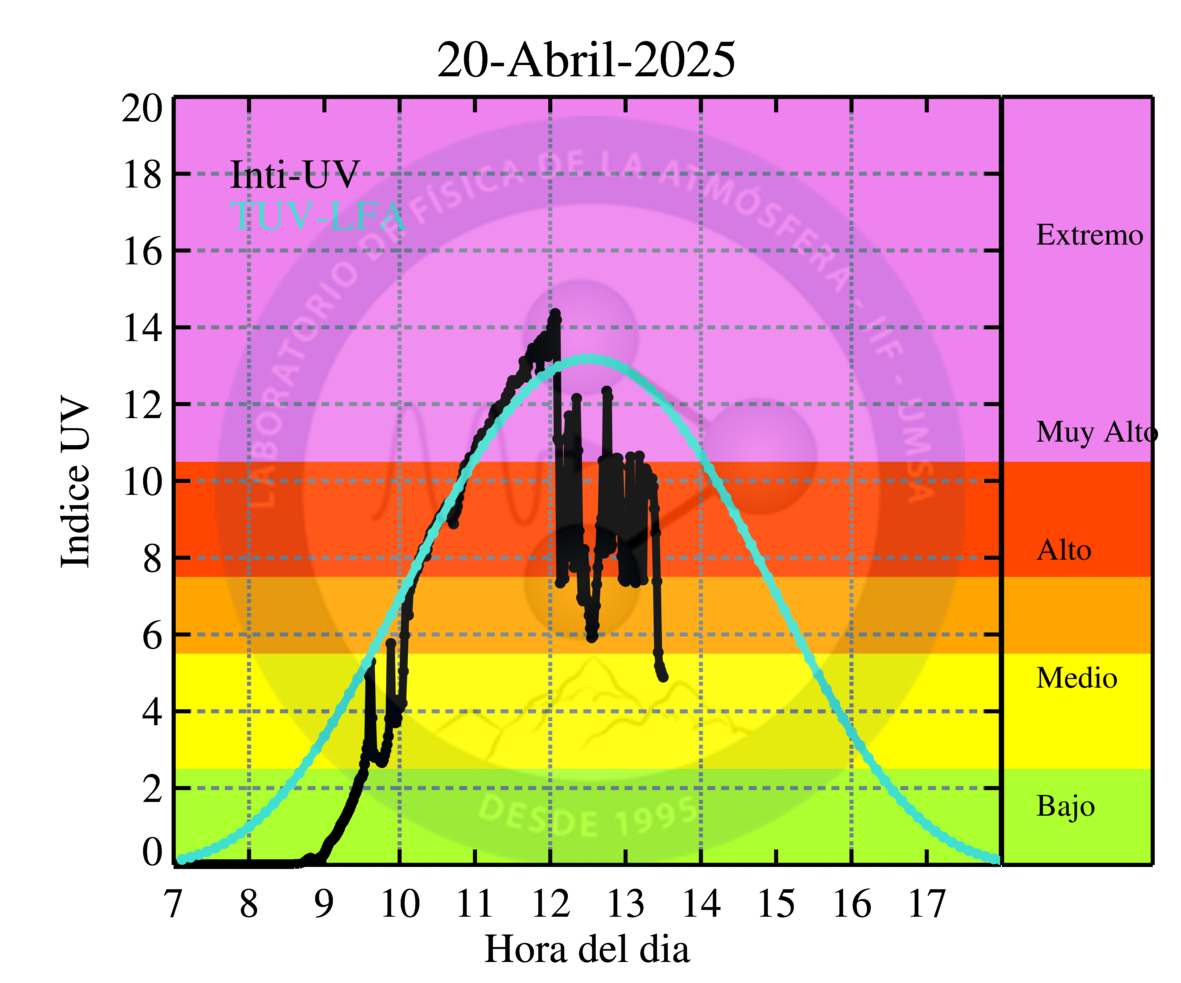 20-Abril-2025
20
18
16
14
12
10
8
6
4
2
0
Indice UV
Inti-UV
TUV-LFA
LABORATORIO DE FÍSICA DE LA ATMÓSFERA - IIF - UMSA
DESDE 1995
Extremo
Muy Alto
Alto
Medio
Bajo
7 8 9 10 11 12 13 14 15 16 17
Hora del dia